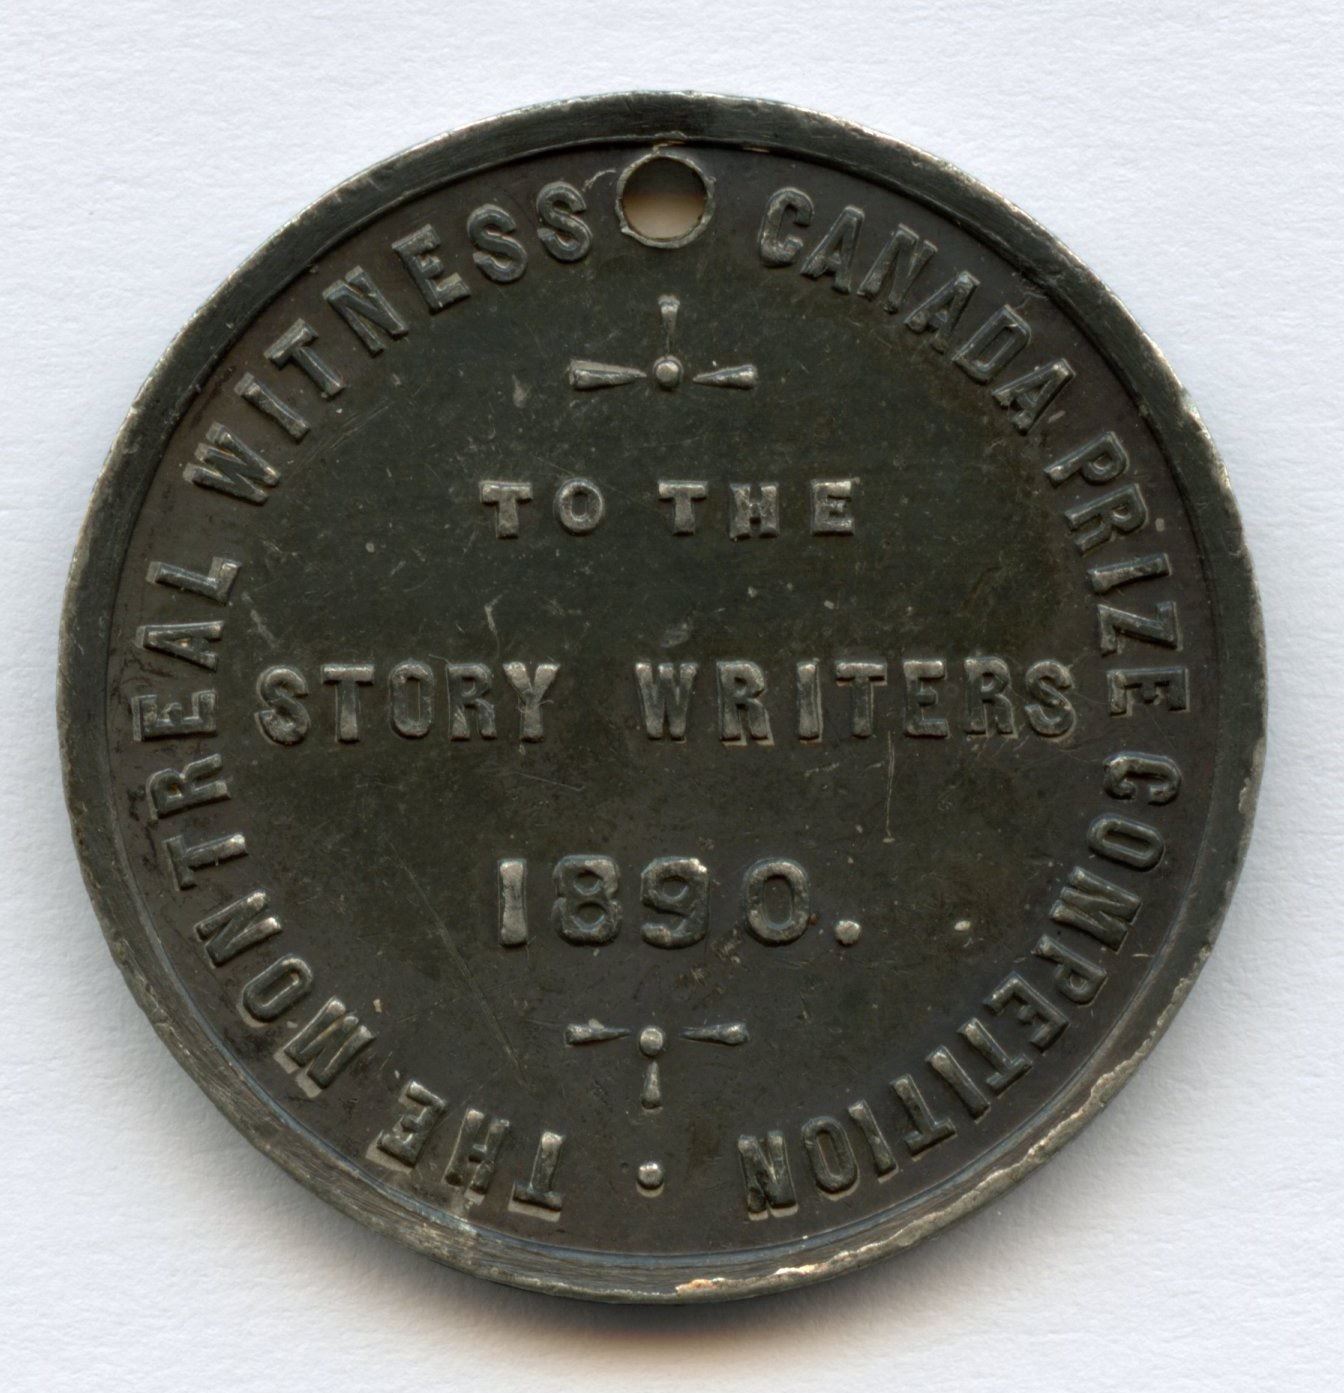 THE MONTREAL WITNESS CANADA PRIZE COMPETITION
TO THE
STORY WRITERS
1890.